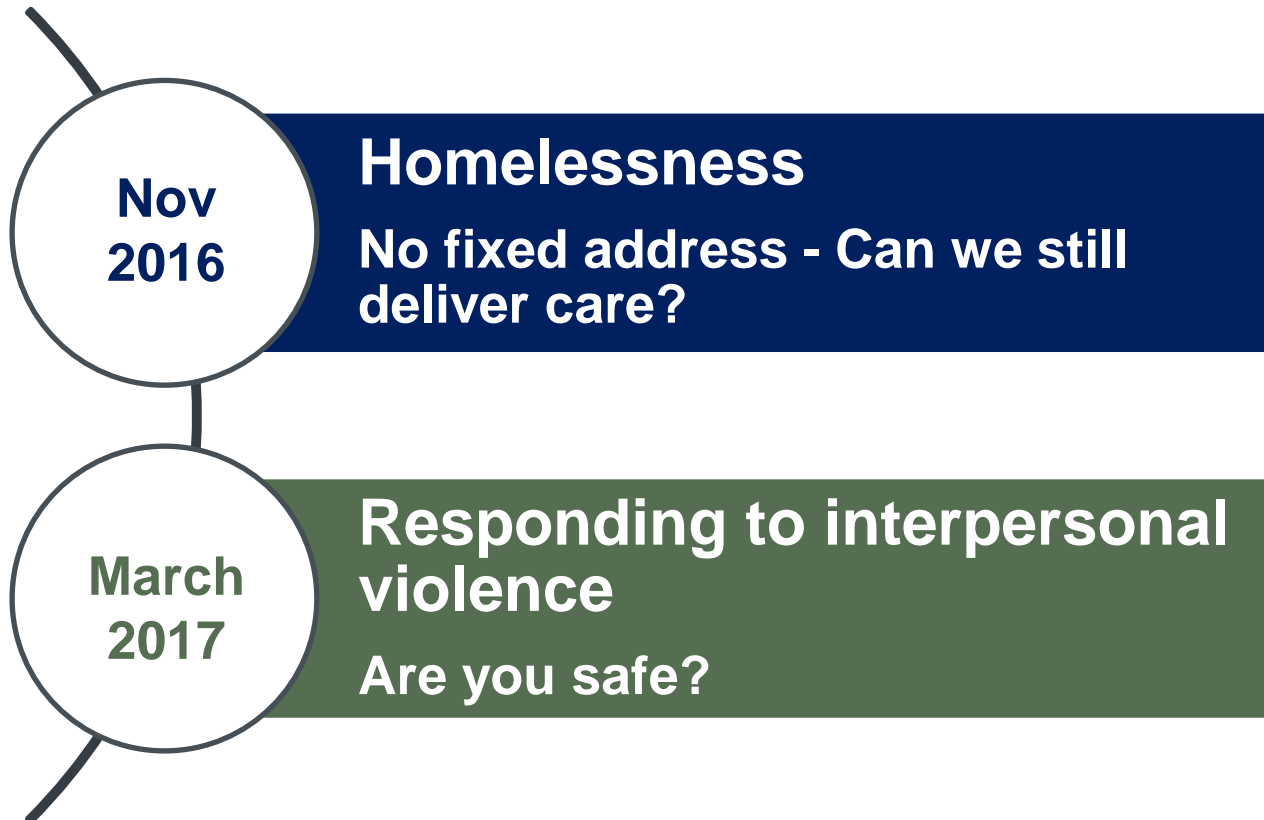 Nov
2016
Homelessness
No fixed address - Can we still
deliver care?
March
2017
Responding to interpersonal
violence
Are you safe?